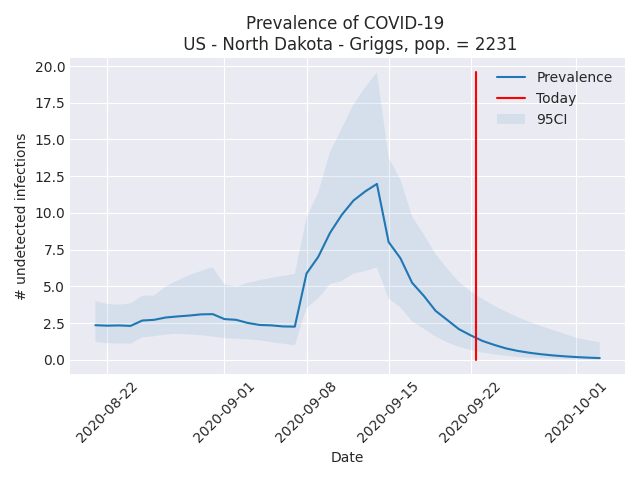 Prevalence of COVID-19
US - North Dakota - Griggs, pop. = 2231
20.0
17.5
15.0
12.5
10.0
7.5
5.0
2.5
0.0
# undetected infections
Prevalence
Today
95CI
2020-08-22
2020-09-01
2020-09-08
2020-09-15
2020-09-22
2020-10-01
Date